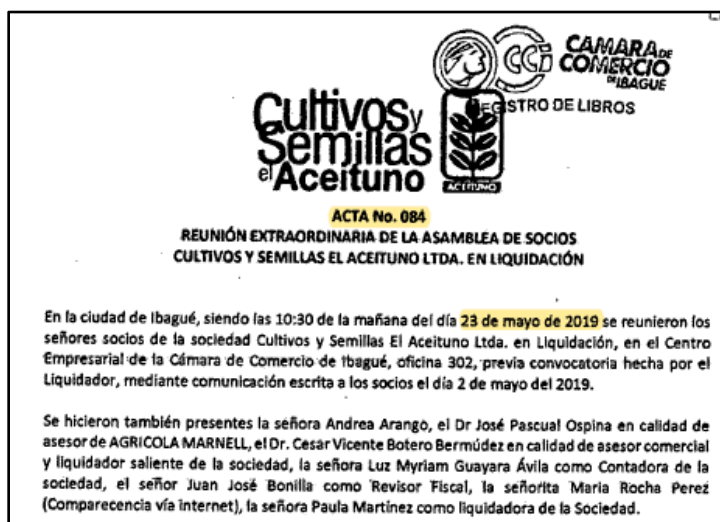 CÁMARA DE
COMERCIO
DE IBAGUÉ
CCi
REGISTRO DE LIBROS
Cultivos y
Semillas
el Aceituno
ACEITUNO
ACTA No. 084
REUNIÓN EXTRAORDINARIA DE LA ASAMBLEA DE SOCIOS
CULTIVOS Y SEMILLAS EL ACEITUNO LTDA. EN LIQUIDACIÓN
En la ciudad de Ibagué, siendo las 10:30 de la mañana del día 23 de mayo de 2019 se reunieron los
señores socios de la sociedad Cultivos y Semillas El Aceituno Ltda. en Liquidación, en el Centro
Empresarial de la Cámara de Comercio de Ibagué, oficina 302, previa convocatoria hecha por el
Liquidador, mediante comunicación escrita a los socios el día 2 de mayo del 2019.
Se hicieron también presentes la señora Andrea Arango, el Dr José Pascual Ospina en calidad de
asesor de AGRICOLA MARNELL, el Dr. Cesar Vicente Botero Bermúdez en calidad de asesor comercial
y liquidador saliente de la sociedad, la señora Luz Myriam Guayara Ávila como Contadora de la
sociedad, el señor Juan José Bonilla como Revisor Fiscal, la señorita Maria Rocha Perez
(Comparecencia vía internet), la señora Paula Martínez como liquidadora de la Sociedad.